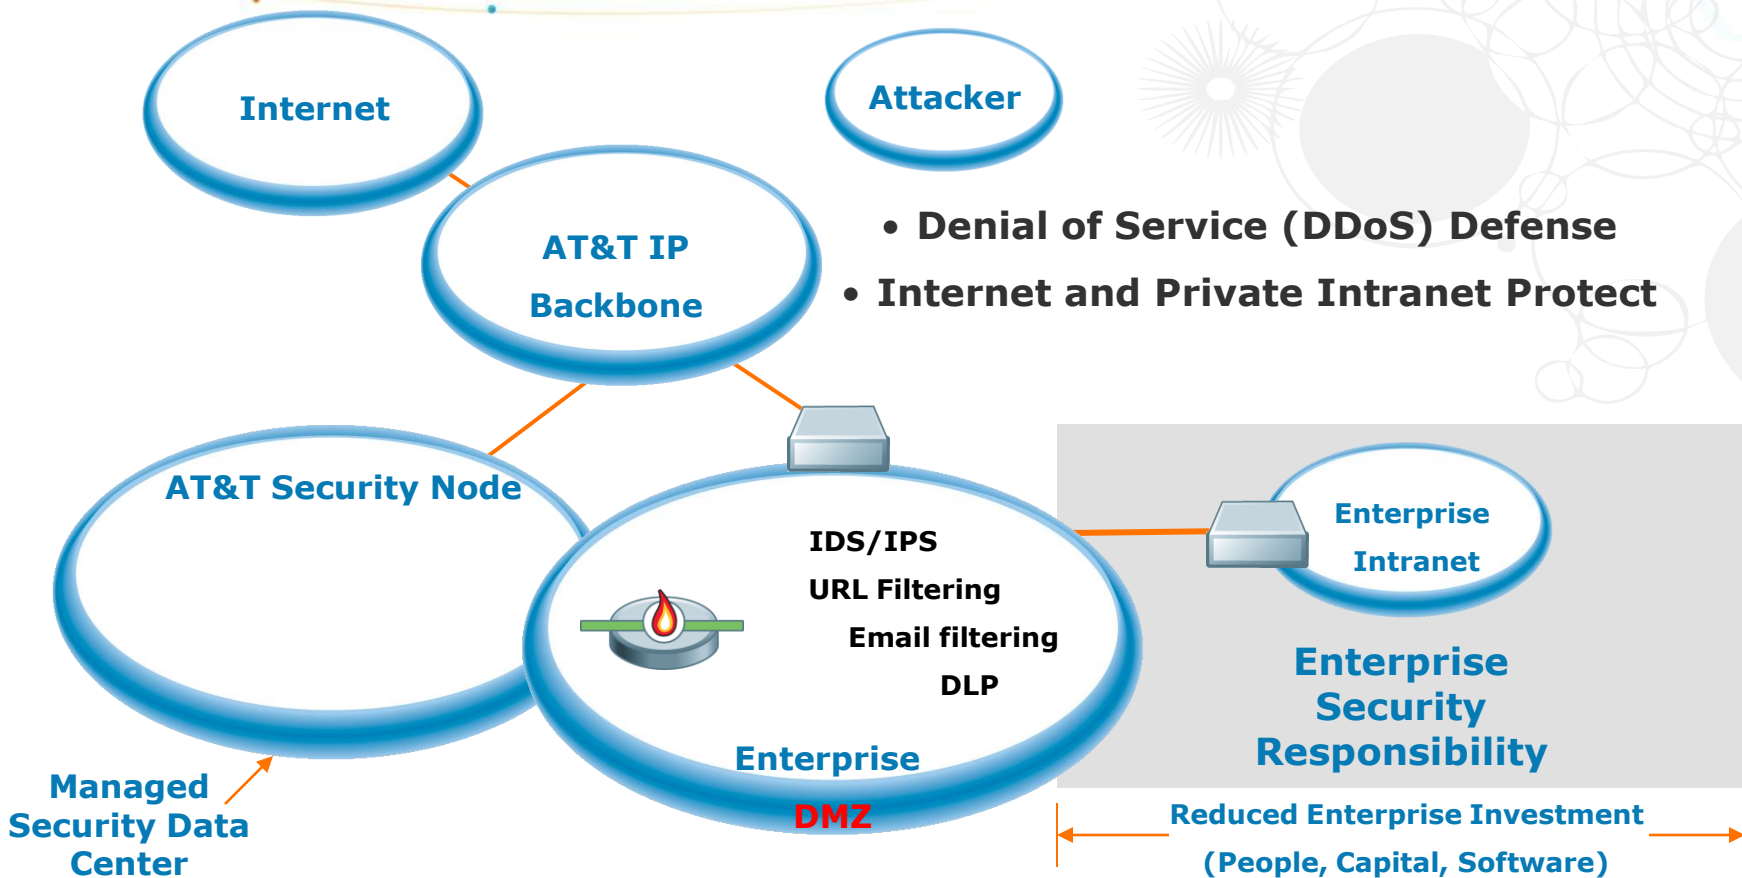 Internet
Attacker
AT&T IP
Backbone
• Denial of Service (DDoS) Defense
• Internet and Private Intranet Protect
AT&T Security Node
IDS/IPS
URL Filtering
Email filtering
DLP
Enterprise
DMZ
Enterprise
Intranet
Enterprise
Security
Responsibility
Managed
Security Data
Center
Reduced Enterprise Investment
(People, Capital, Software)